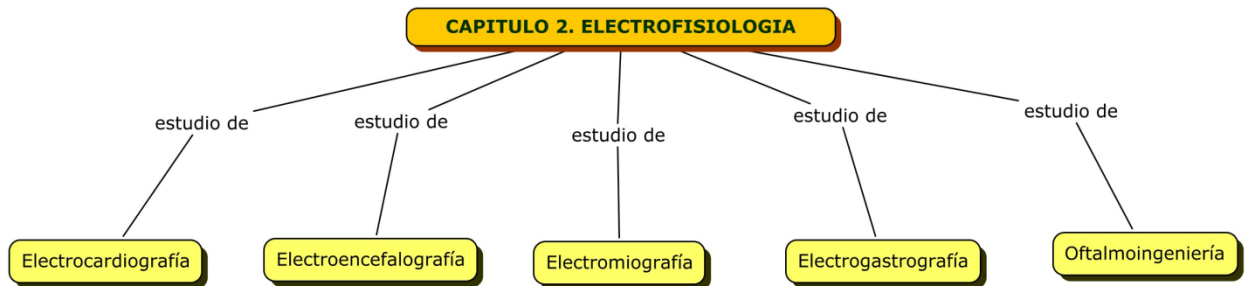 CAPITULO 2. ELECTROFISIOLOGIA
estudio de
estudio de
estudio de
estudio de
estudio de
Electrocardiografía
Electroencefalografía
Electromiografía
Electrogastrografía
Oftalmoingeniería